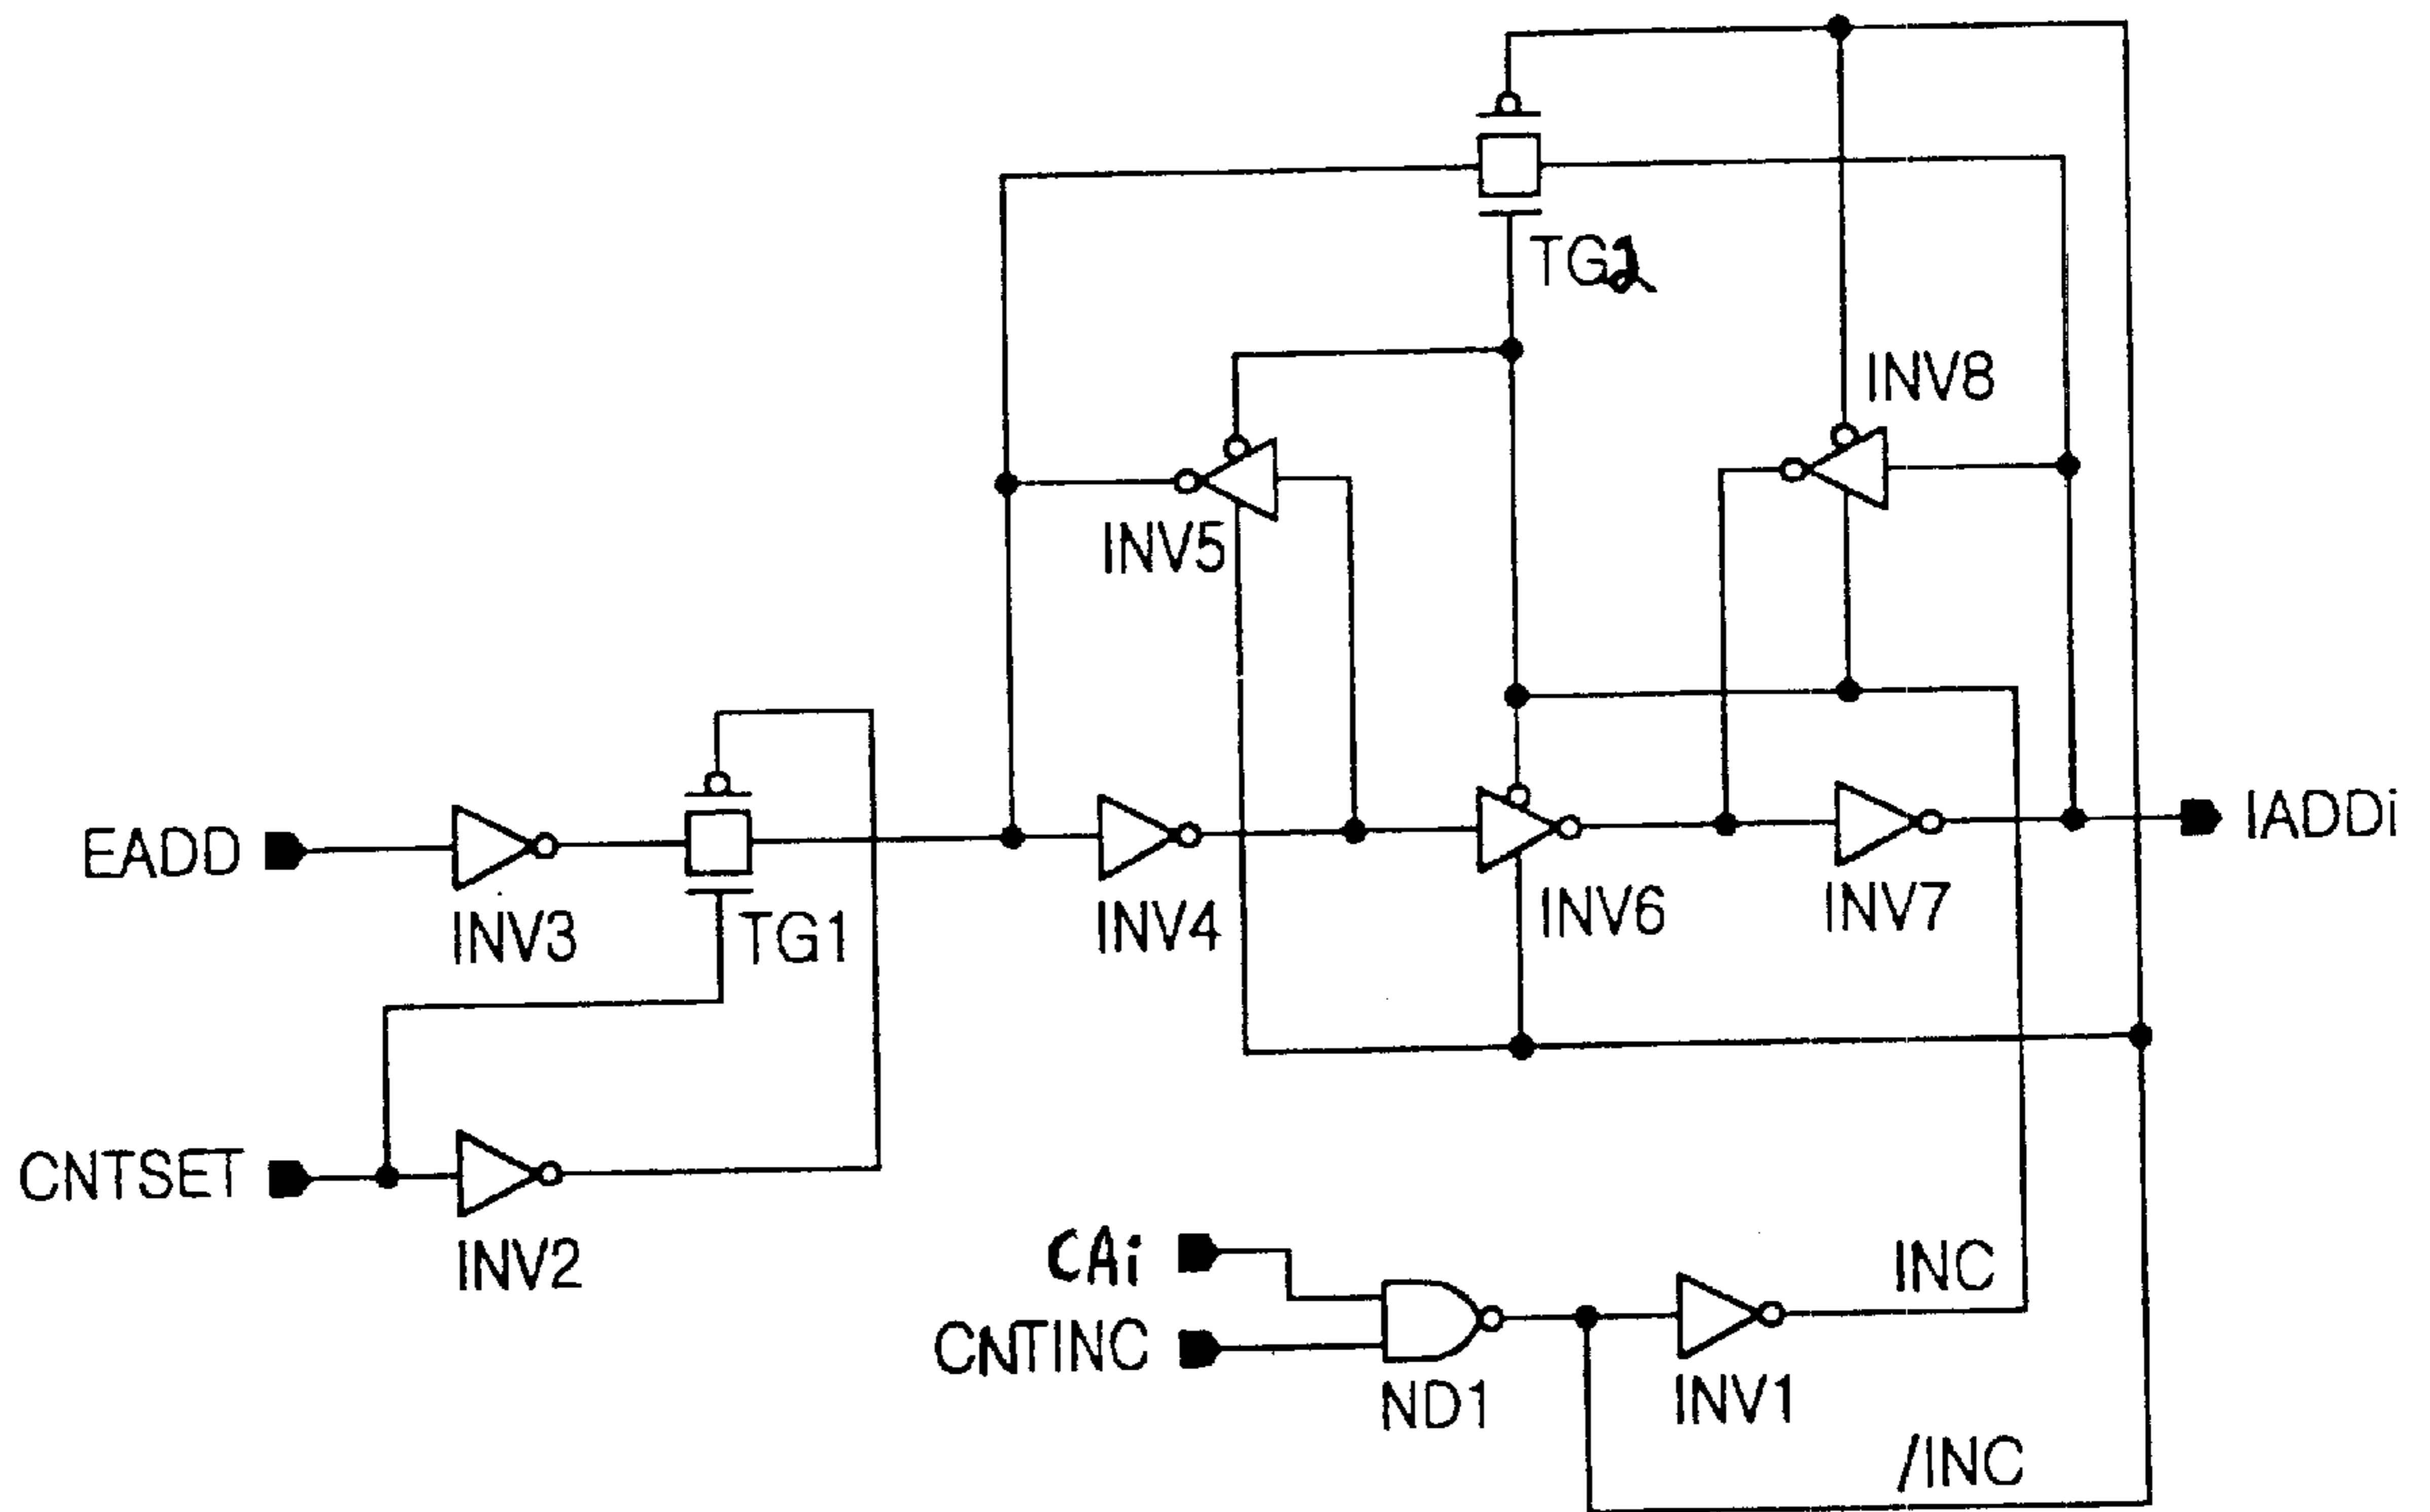 TG2
INV8
INV5
EADD
IADDi
INV3
TG1
INV4
INV6
INV7
CNTSET
INV2
CAi
INC
CNTINC
ND1
INV1
/INC